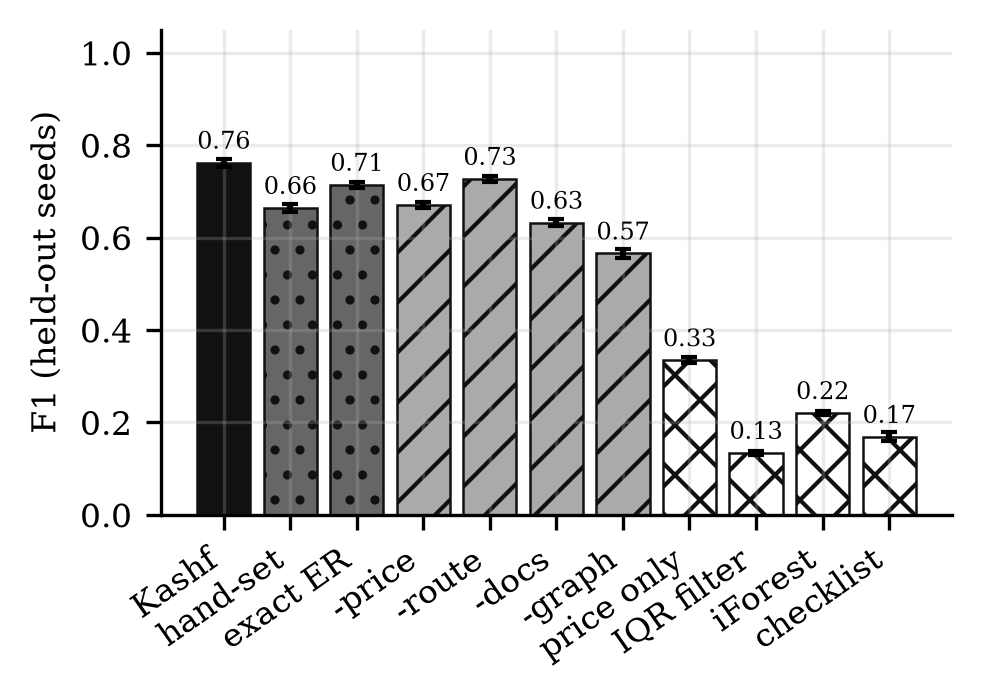 F1 (held-out seeds)
1.0
0.8
0.6
0.4
0.2
0.0
0.76
0.66
0.71
0.67
0.73
0.63
0.57
0.33
0.13
0.22
0.17
Kashf
hand-set
exact ER
-price
-route
-docs
-graph
price only
IQR filter
iForest
checklist